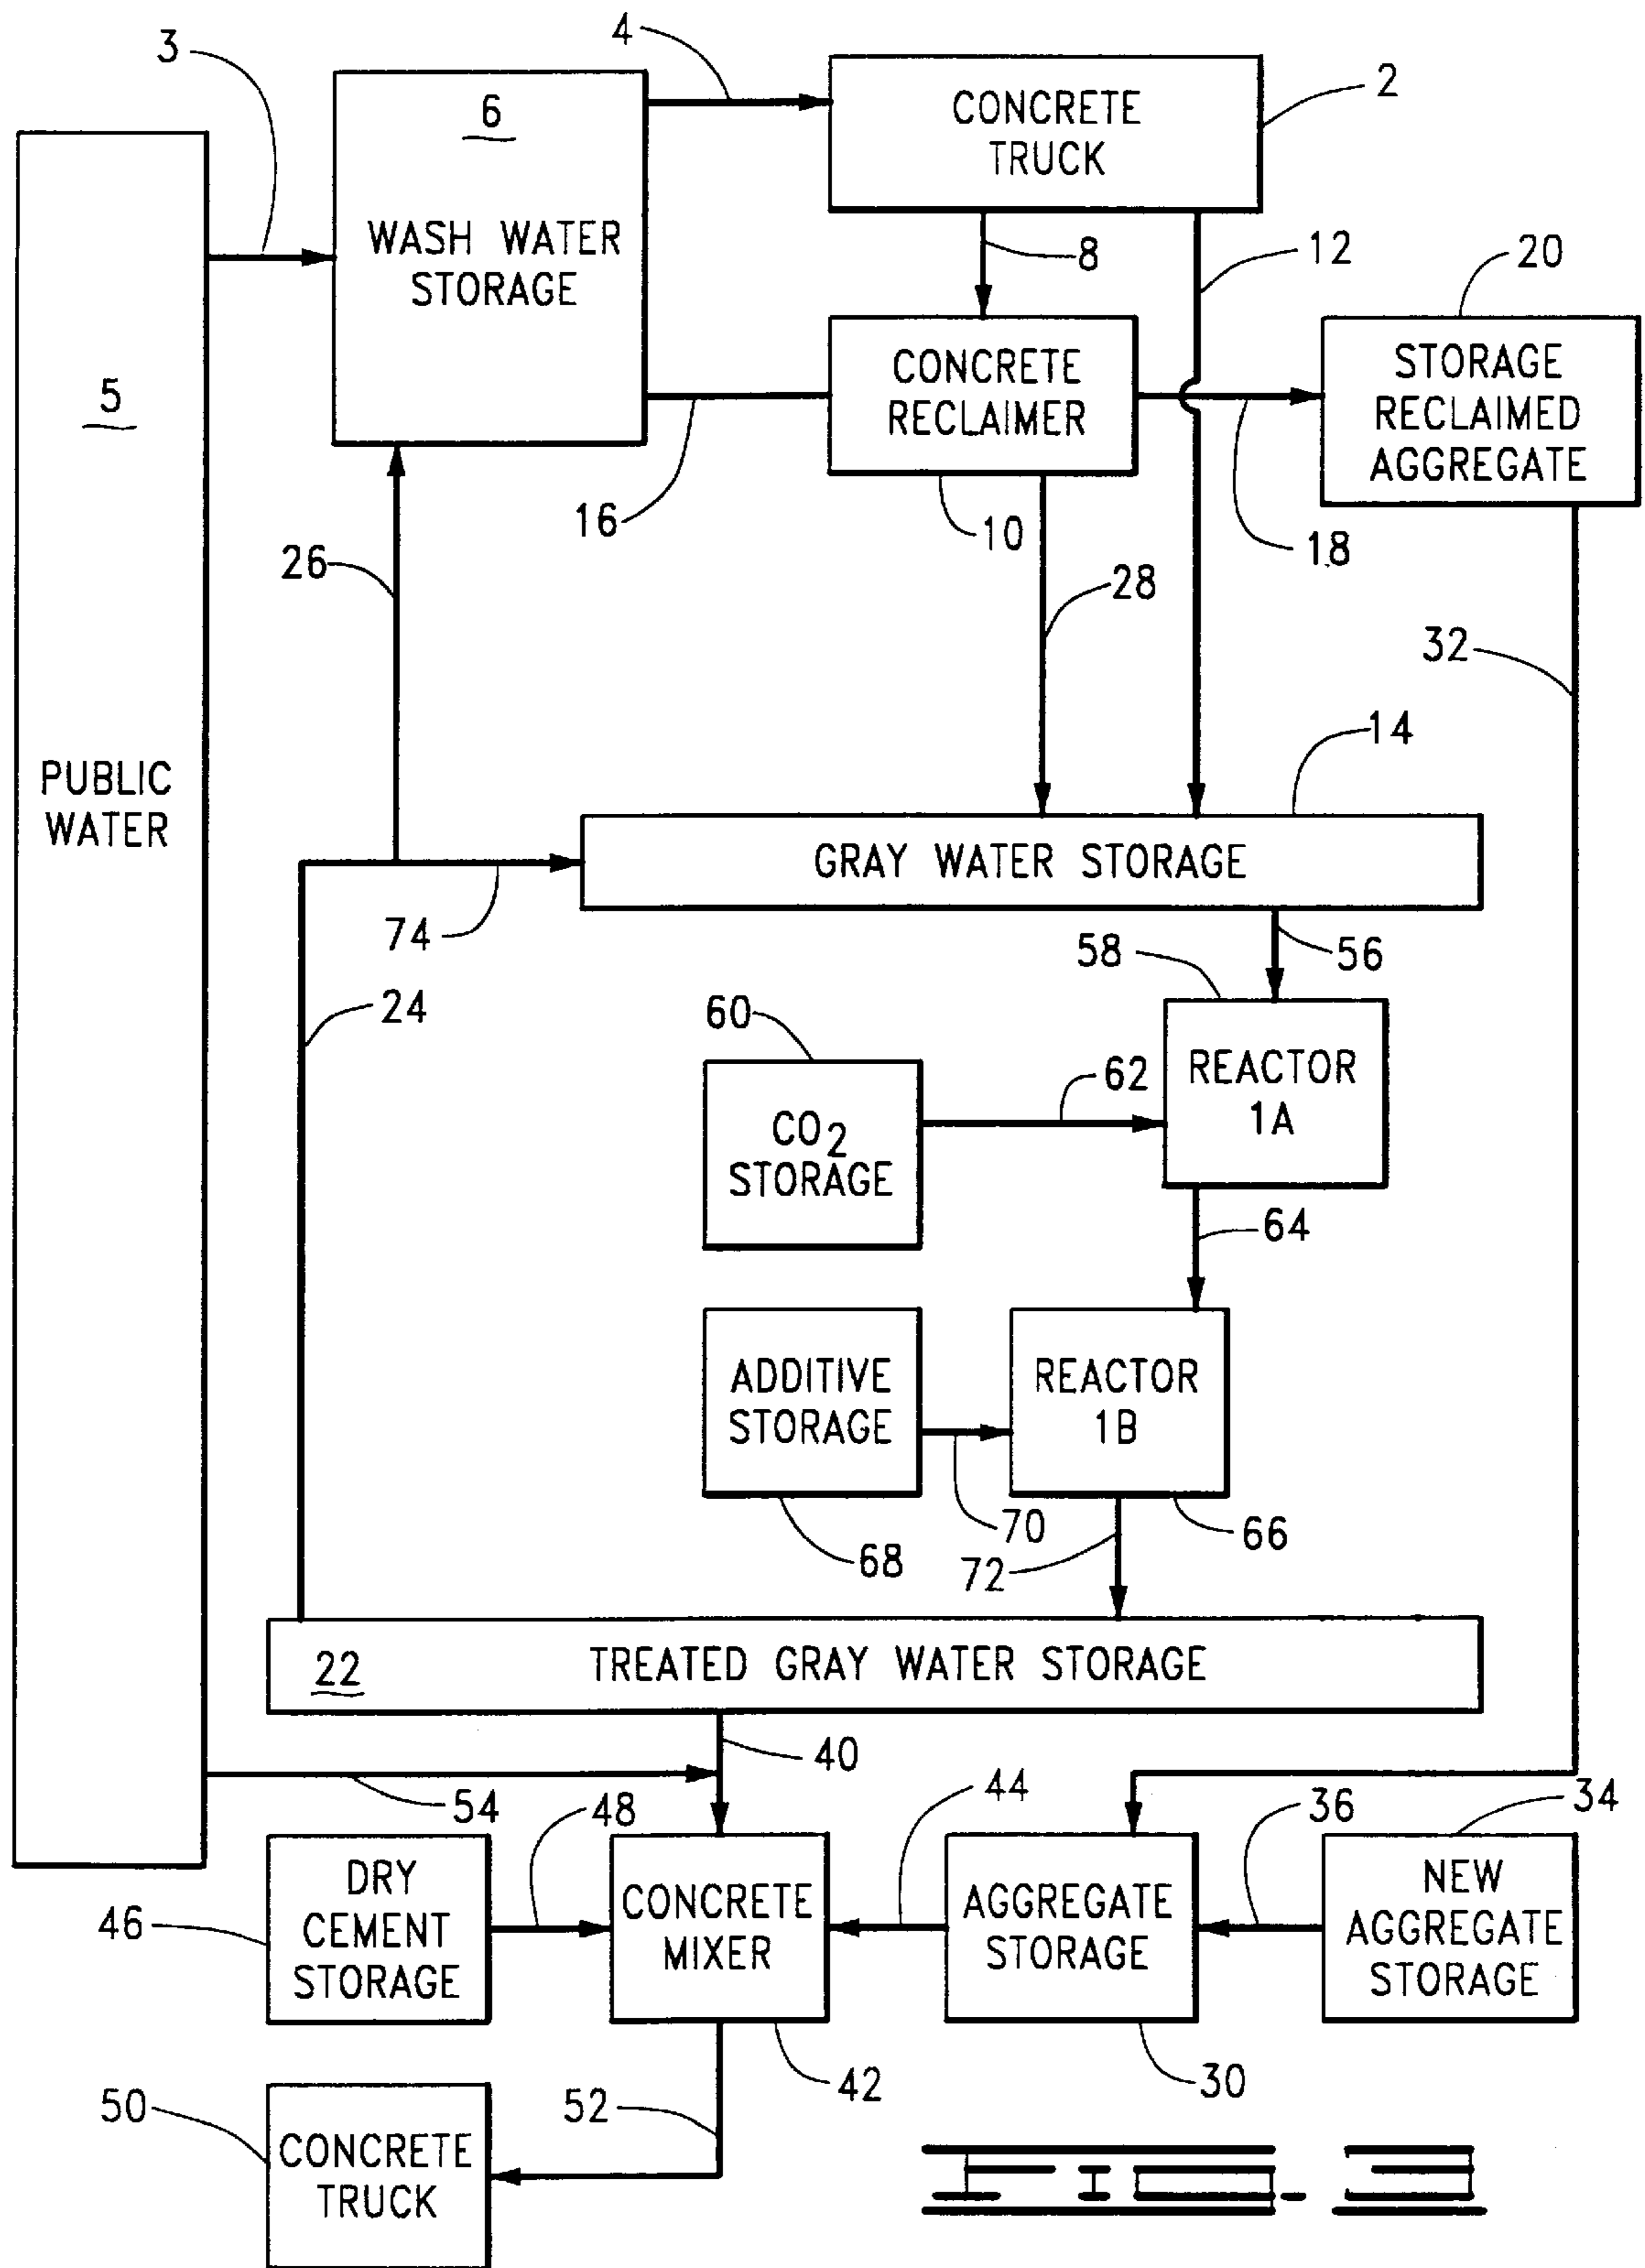 3
4
6
WASH WATER
STORAGE
CONCRETE
TRUCK
2
5
PUBLIC
WATER
8
12
20
CONCRETE
RECLAIMER
STORAGE
RECLAIMED
AGGREGATE
16
10
18
26
28
32
14
GRAY WATER STORAGE
74
56
58
24
60
62
REACTOR
1A
CO2
STORAGE
64
ADDITIVE
STORAGE
REACTOR
1B
70
66
68
72
22
TREATED GRAY WATER STORAGE
40
54
48
44
36
34
46
DRY
CEMENT
STORAGE
CONCRETE
MIXER
AGGREGATE
STORAGE
NEW
AGGREGATE
STORAGE
42
30
50
52
CONCRETE
TRUCK